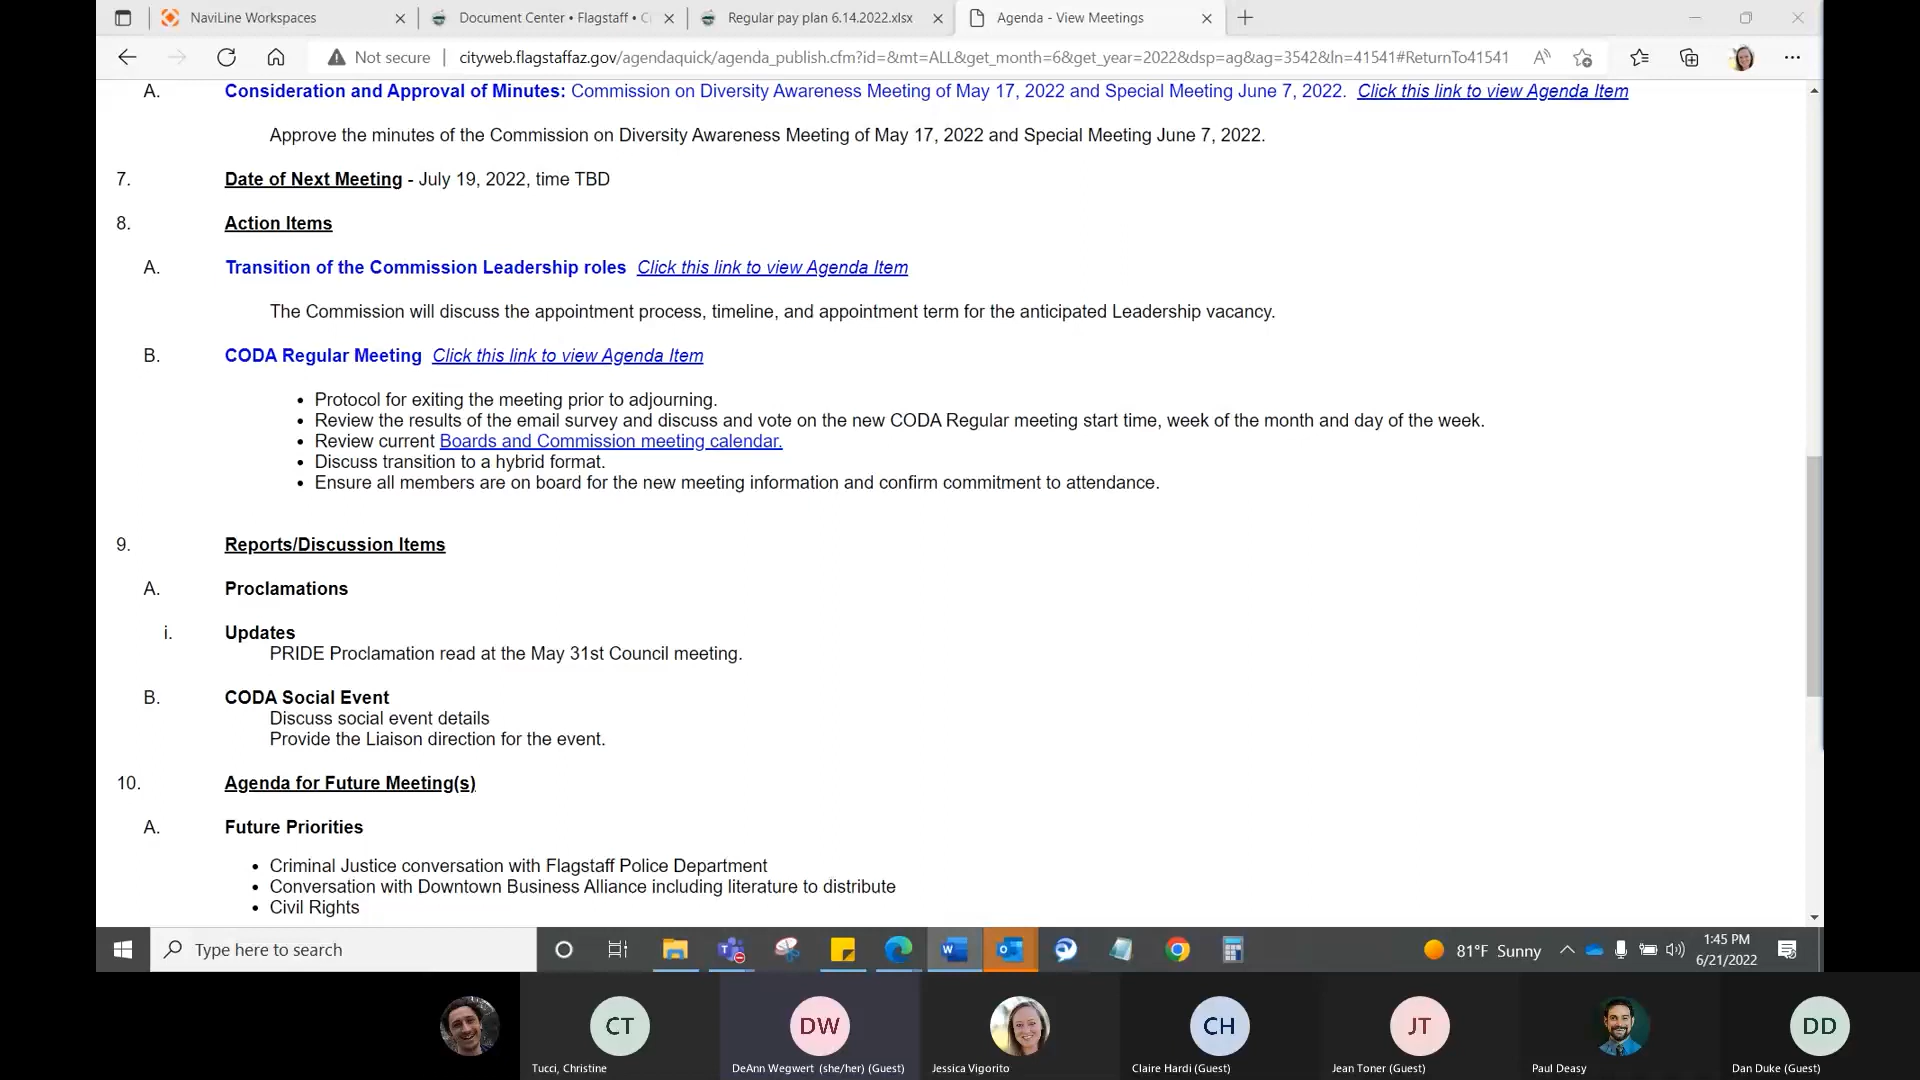 NaviLine Workspaces
Document Center • Flagstaff • C
Regular pay plan 6.14.2022.xlsx
Agenda - View Meetings
Not secure
cityweb.flagstaffaz.gov/agendaquick/agenda_publish.cfm?id=&mt=ALL&get_month=6&get_year=2022&dsp=ag&ag=3542&ln=41541#ReturnTo41541
A. Consideration and Approval of Minutes: Commission on Diversity Awareness Meeting of May 17, 2022 and Special Meeting June 7, 2022. Click this link to view Agenda Item
Approve the minutes of the Commission on Diversity Awareness Meeting of May 17, 2022 and Special Meeting June 7, 2022.
7. Date of Next Meeting - July 19, 2022, time TBD
8. Action Items
A. Transition of the Commission Leadership roles Click this link to view Agenda Item
The Commission will discuss the appointment process, timeline, and appointment term for the anticipated Leadership vacancy.
B. CODA Regular Meeting Click this link to view Agenda Item
• Protocol for exiting the meeting prior to adjourning.
• Review the results of the email survey and discuss and vote on the new CODA Regular meeting start time, week of the month and day of the week.
• Review current Boards and Commission meeting calendar.
• Discuss transition to a hybrid format.
• Ensure all members are on board for the new meeting information and confirm commitment to attendance.
9. Reports/Discussion Items
A. Proclamations
i. Updates
PRIDE Proclamation read at the May 31st Council meeting.
B. CODA Social Event
Discuss social event details
Provide the Liaison direction for the event.
10. Agenda for Future Meeting(s)
A. Future Priorities
• Criminal Justice conversation with Flagstaff Police Department
• Conversation with Downtown Business Alliance including literature to distribute
• Civil Rights
Type here to search
81°F Sunny
1:45 PM
6/21/2022
CT
DW
CH
JT
DD
Tucci, Christine
DeAnn Wegwert (she/her) (Guest)
Jessica Vigorito
Claire Hardi (Guest)
Jean Toner (Guest)
Paul Deasy
Dan Duke (Guest)